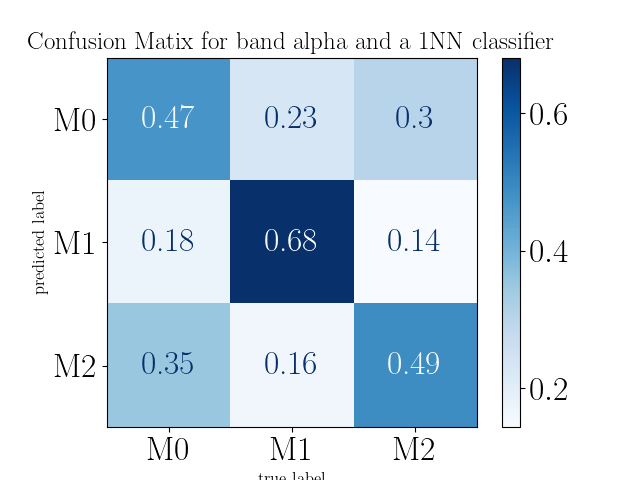 Confusion Matix for band alpha and a 1NN classifier
M0 0.47 0.23 0.3
M1 0.18 0.68 0.14
M2 0.35 0.16 0.49
M0 M1 M2
predicted label
true label
0.6
0.4
0.2